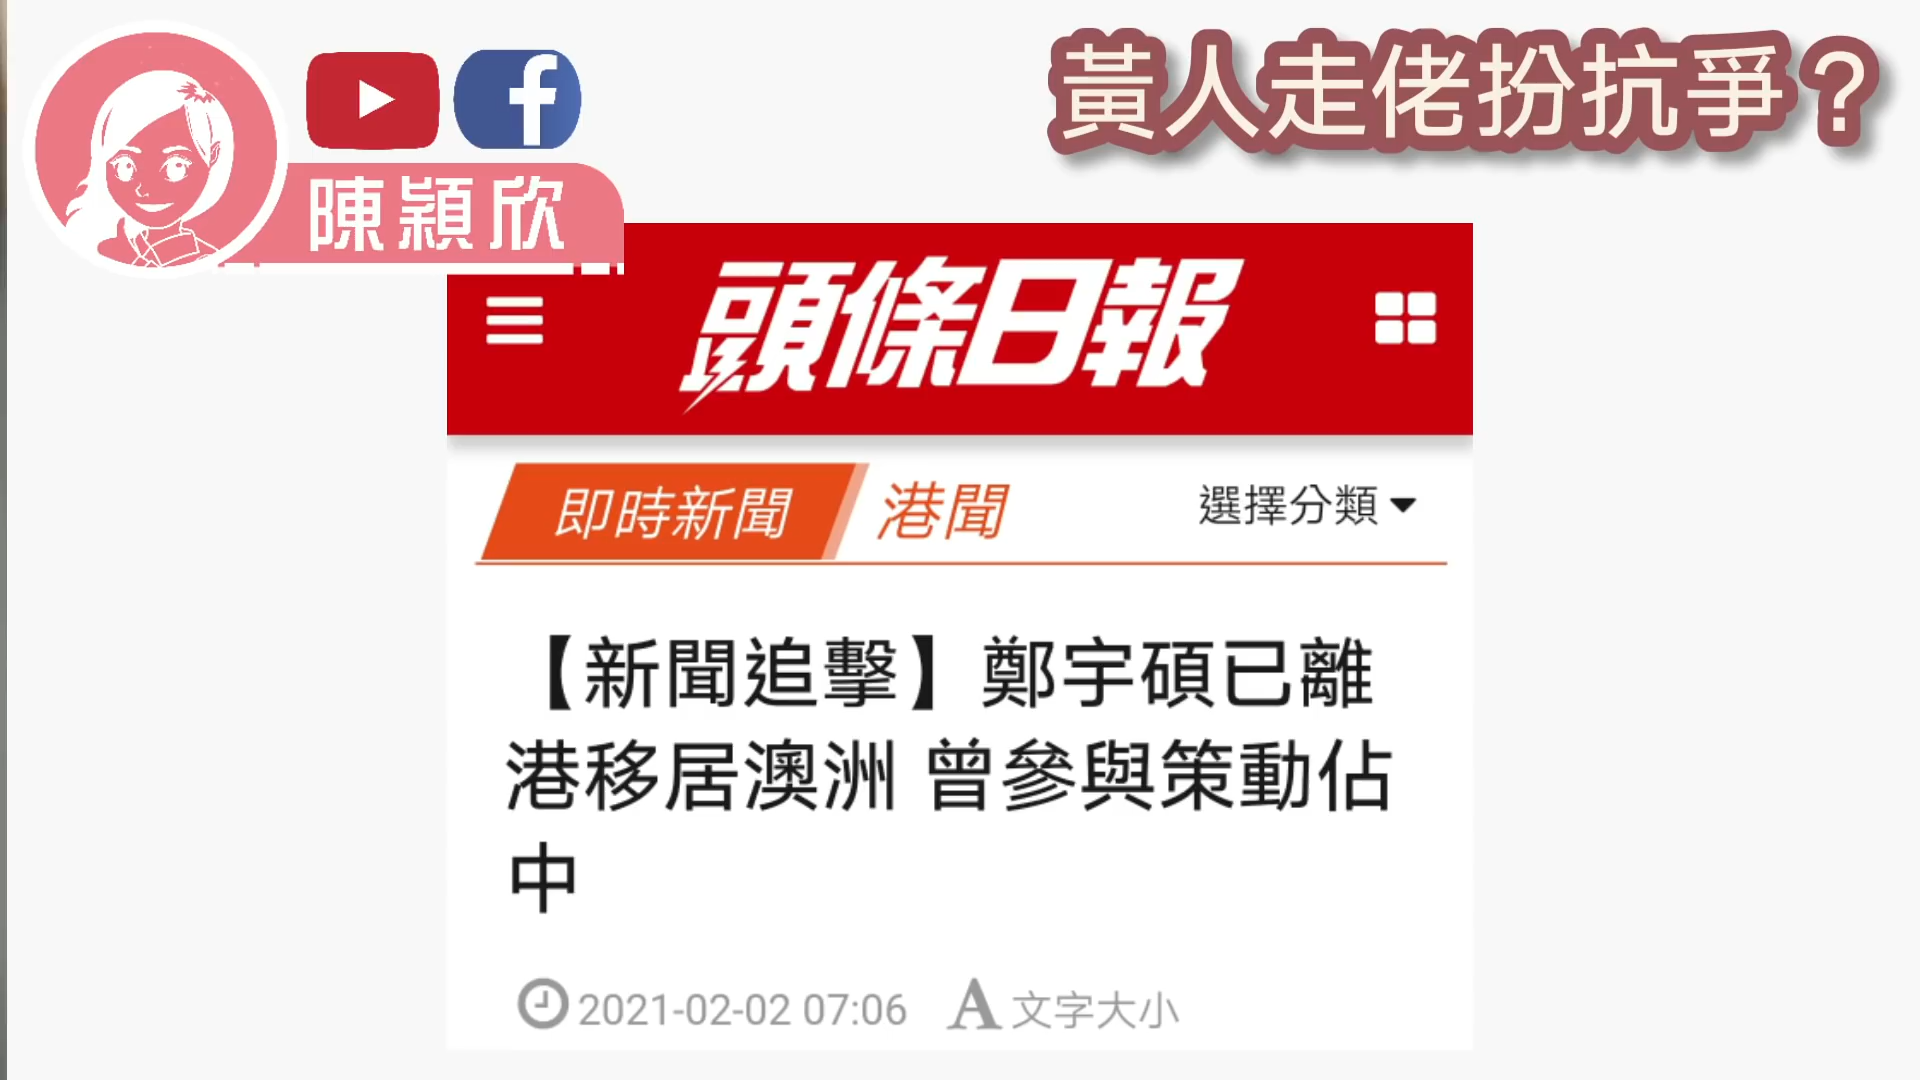 黃人走佬扮抗爭？
陳穎欣
頭條日報
即時新聞 港聞 選擇分類
【新聞追擊】鄭宇碩已離
港移居澳洲 曾參與策動佔
中
2021-02-02 07:06 A 文字大小